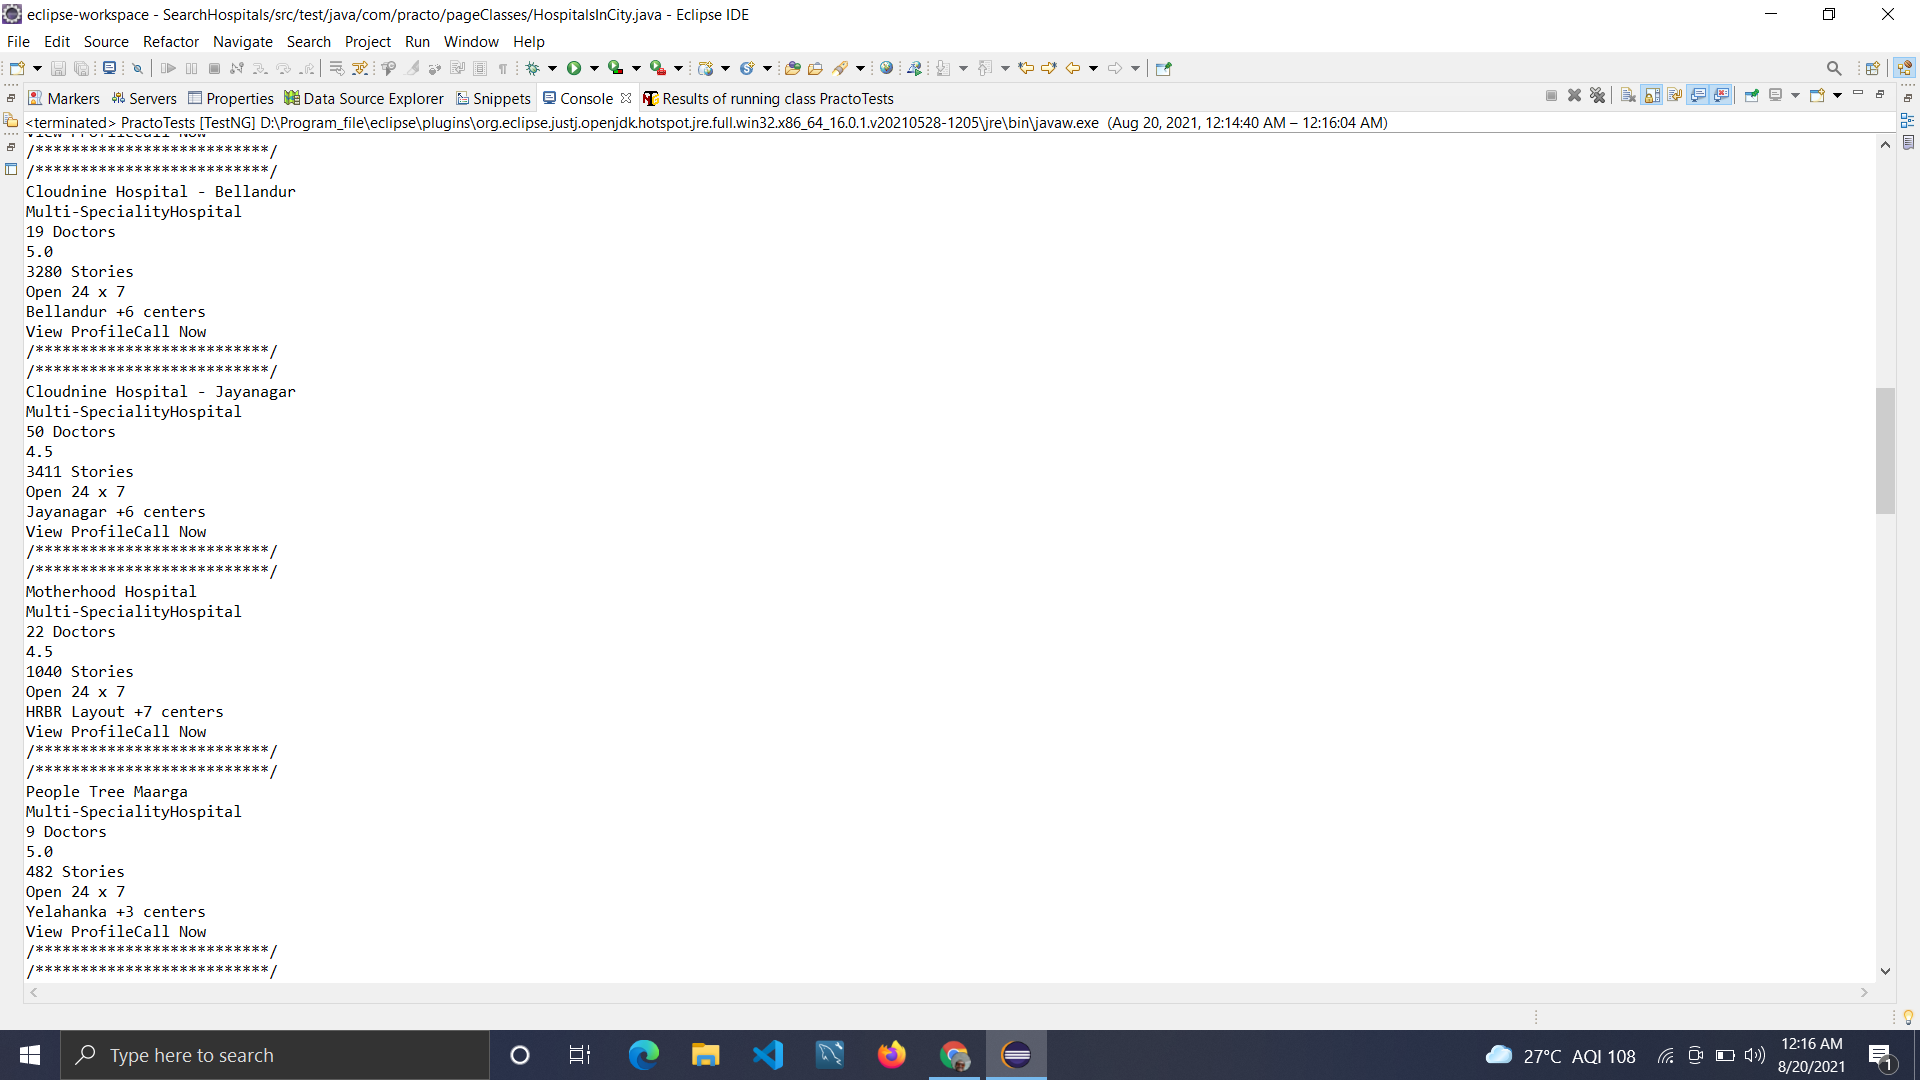 eclipse-workspace - SearchHospitals/src/test/java/com/practo/pageClasses/HospitalsInCity.java - Eclipse IDE
File Edit Source Refactor Navigate Search Project Run Window Help
Markers Servers Properties Data Source Explorer Snippets Console Results of running class PractoTests
<terminated> PractoTests [TestNG] D:\Program_file\eclipse\plugins\org.eclipse.justj.openjdk.hotspot.jre.full.win32.x86_64_16.0.1.v20210528-1205\jre\bin\javaw.exe (Aug 20, 2021, 12:14:40 AM – 12:16:04 AM)
View ProfileCall Now
/**************************/
/**************************/
Cloudnine Hospital - Bellandur
Multi-SpecialityHospital
19 Doctors
5.0
3280 Stories
Open 24 x 7
Bellandur +6 centers
View ProfileCall Now
/**************************/
/**************************/
Cloudnine Hospital - Jayanagar
Multi-SpecialityHospital
50 Doctors
4.5
3411 Stories
Open 24 x 7
Jayanagar +6 centers
View ProfileCall Now
/**************************/
/**************************/
Motherhood Hospital
Multi-SpecialityHospital
22 Doctors
4.5
1040 Stories
Open 24 x 7
HRBR Layout +7 centers
View ProfileCall Now
/**************************/
/**************************/
People Tree Maarga
Multi-SpecialityHospital
9 Doctors
5.0
482 Stories
Open 24 x 7
Yelahanka +3 centers
View ProfileCall Now
/**************************/
/**************************/
Type here to search
27°C AQI 108
12:16 AM
8/20/2021
1